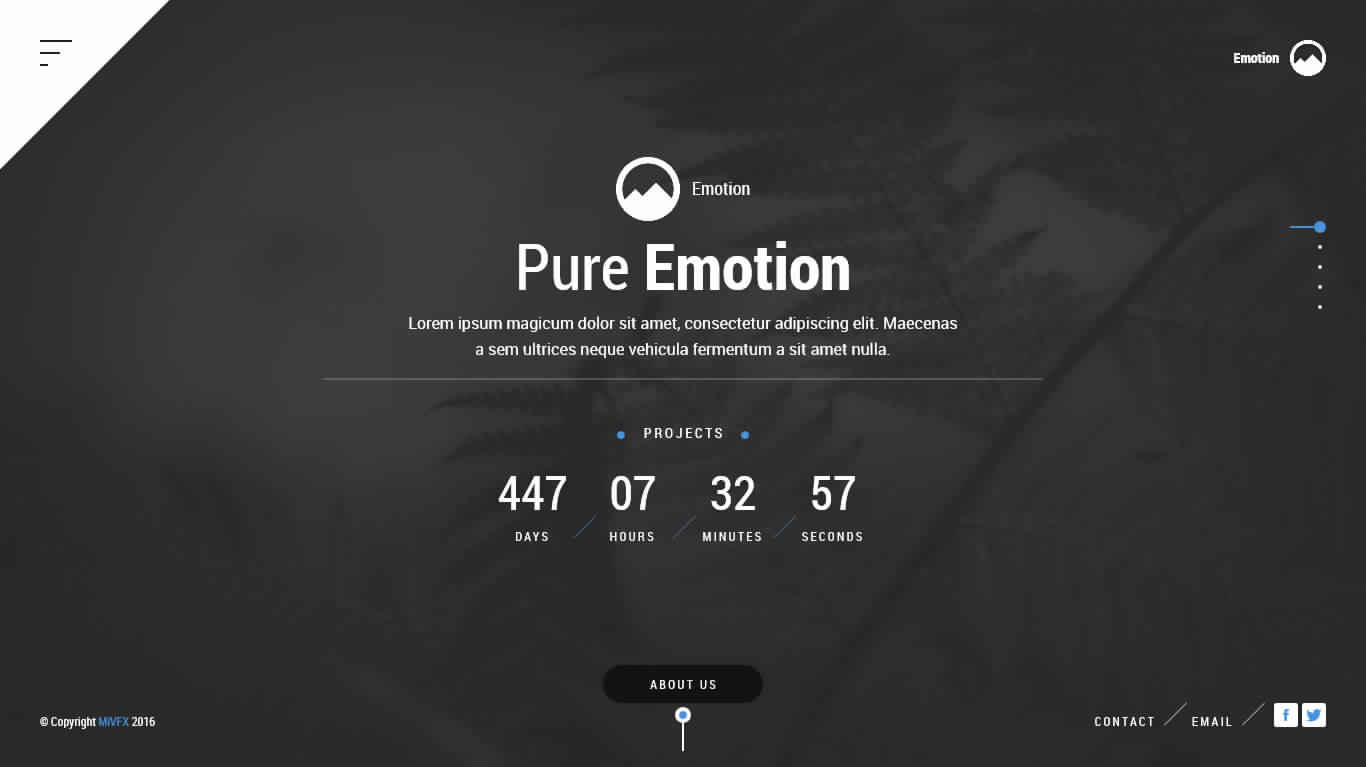 Emotion
Emotion
Pure Emotion
Lorem ipsum magicum dolor sit amet, consectetur adipiscing elit. Maecenas
a sem ultrices neque vehicula fermentum a sit amet nulla.
PROJECTS
447 07 32 57
DAYS HOURS MINUTES SECONDS
ABOUT US
© Copyright MIVFX 2016
CONTACT EMAIL